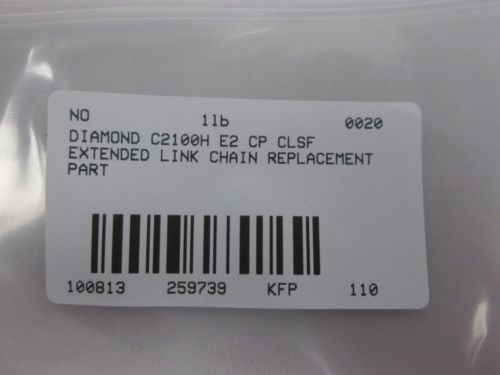 NO 1lb 0020
DIAMOND C2100H E2 CP CLSF
EXTENDED LINK CHAIN REPLACEMENT
PART
100813 259739 KFP 110